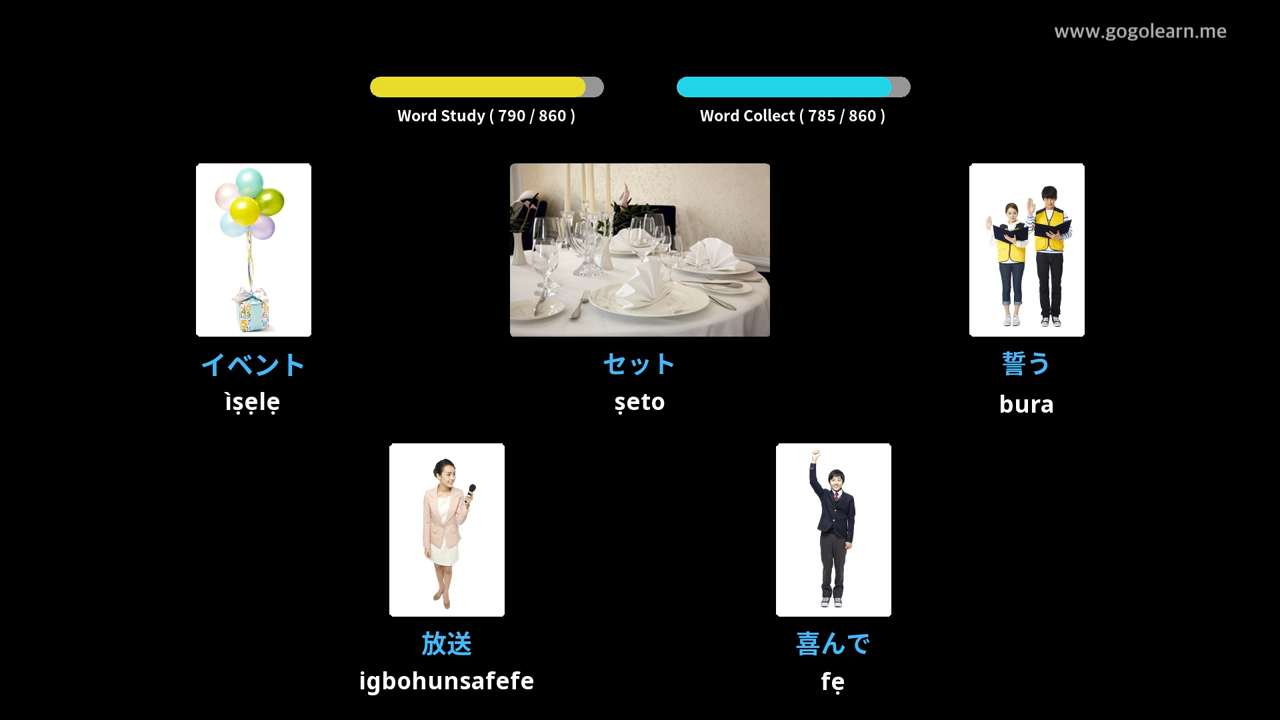 www.gogolearn.me
Word Study ( 790 / 860 )
Word Collect ( 785 / 860 )
イベント
ìṣẹlẹ
セット
ṣeto
誓う
bura
放送
igbohunsafefe
喜んで
fẹ